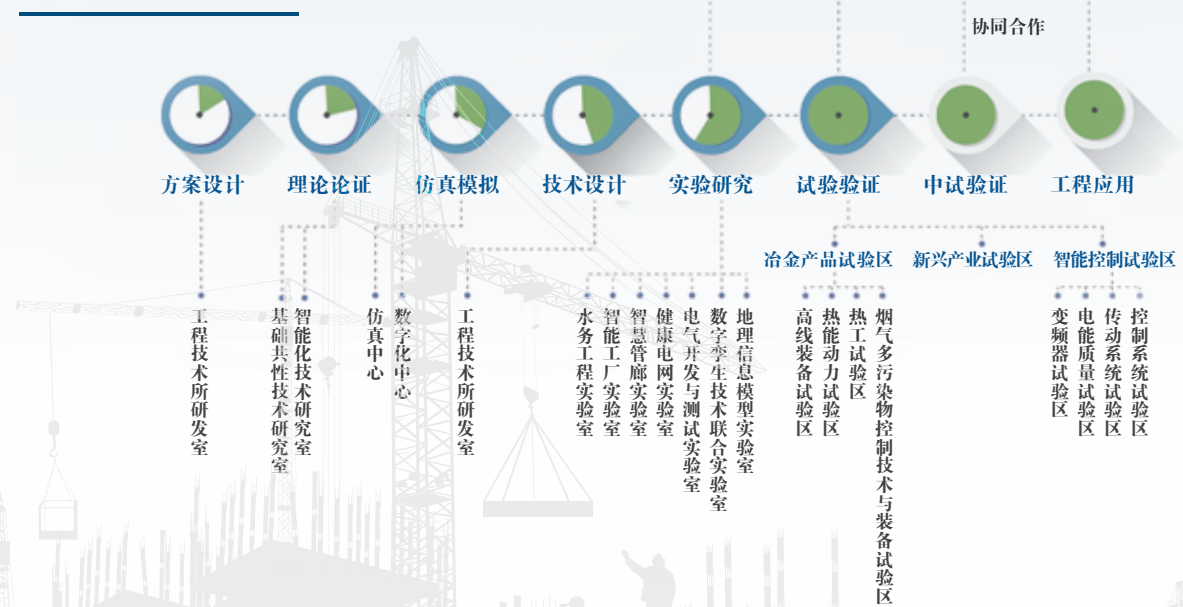 协同合作
方案设计
理论论证
仿真模拟
技术设计
实验研究
试验验证
中试验证
工程应用
冶金产品试验区
新兴产业试验区
智能控制试验区
工程技术所研发室
基础共性技术研究室
智能化技术研究室
仿真中心
数字化中心
工程技术所研发室
水务工程实验室
智能工厂实验室
智慧管廊实验室
健康电网实验室
电气开发与测试实验室
数字孪生技术联合实验室
地理信息模型实验室
高线装备试验区
热能动力试验区
热工试验区
烟气多污染物控制技术与装备试验区
变频器试验区
电能质量试验区
传动系统试验区
控制系统试验区